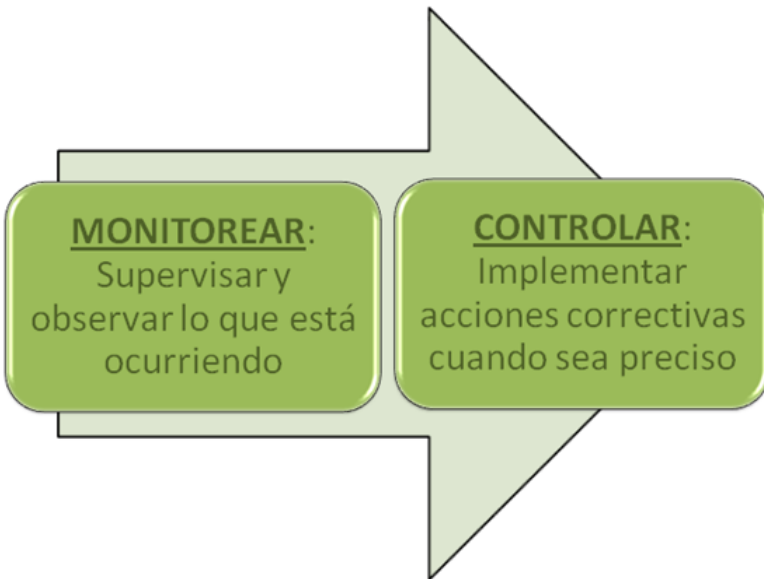 MONITOREAR:
Supervisar y
observar lo que está
ocurriendo
CONTROLAR:
Implementar
acciones correctivas
cuando sea preciso